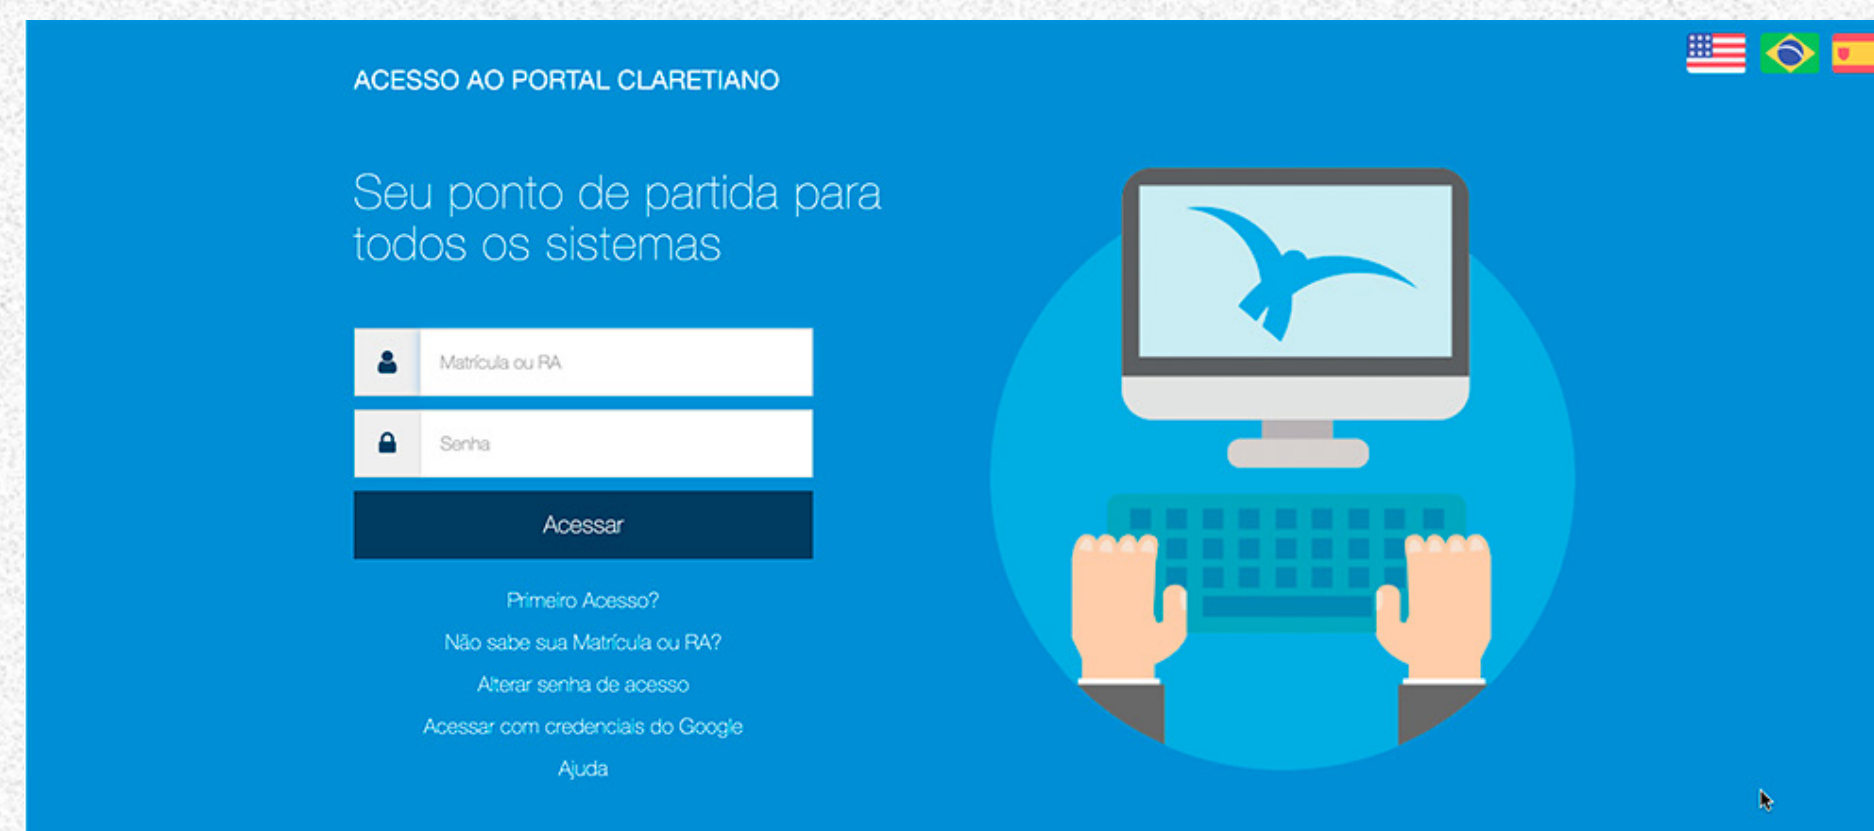 ACESSO AO PORTAL CLARETIANO
Seu ponto de partida para
todos os sistemas
Matrícula ou RA
Senha
Acessar
Primeiro Acesso?
Não sabe sua Matrícula ou RA?
Alterar senha de acesso
Acessar com credenciais do Google
Ajuda